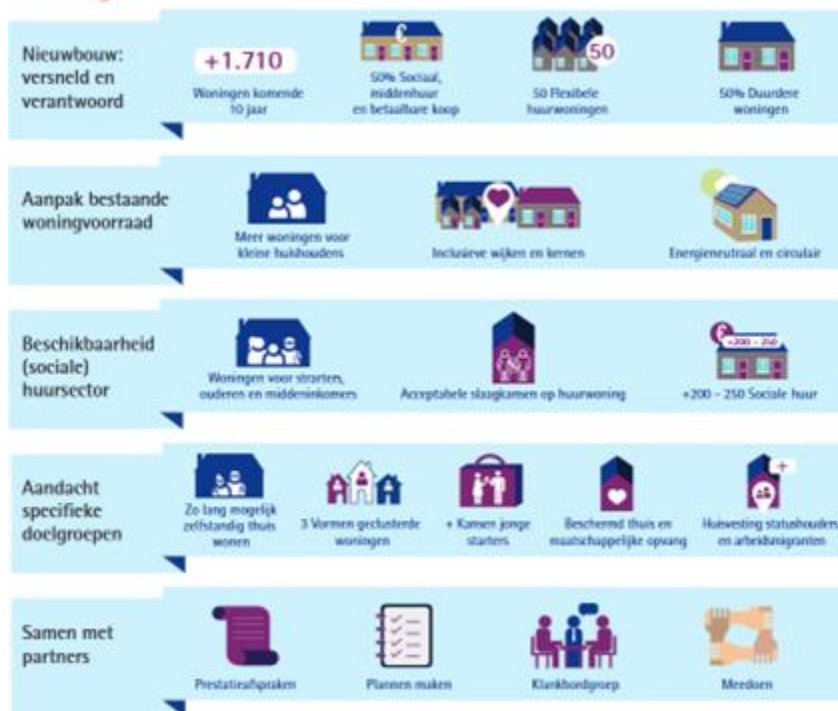 Nieuwbouw:
versneld en
verantwoord
+1.710
Woningen komende
10 jaar
€
50% Sociaal,
middenhuur
en betaalbare koop
50
50 Flexibele
huurwoningen
50% Duurdere
woningen
Aanpak bestaande
woningvoorraad
Meer woningen voor
kleine huishoudens
Inclusieve wijken en kernen
Energieneutraal en circulair
Beschikbaarheid
(sociale)
huursector
Woningen voor starters,
ouderen en middeninkomers
Acceptabele slaagkansen op huurwoning
€
+200 - 250
+200 - 250 Sociale huur
Aandacht
specifieke
doelgroepen
Zo lang mogelijk
zelfstandig thuis
wonen
3 Vormen geclusterde
woningen
+ Kansen jonge
starters
Beschermd thuis en
maatschappelijke opvang
+
Huisvesting statushouders
en arbeidsmigranten
Samen met
partners
Prestatieafspraken
Plannen maken
Klankbordgroep
Meedoen